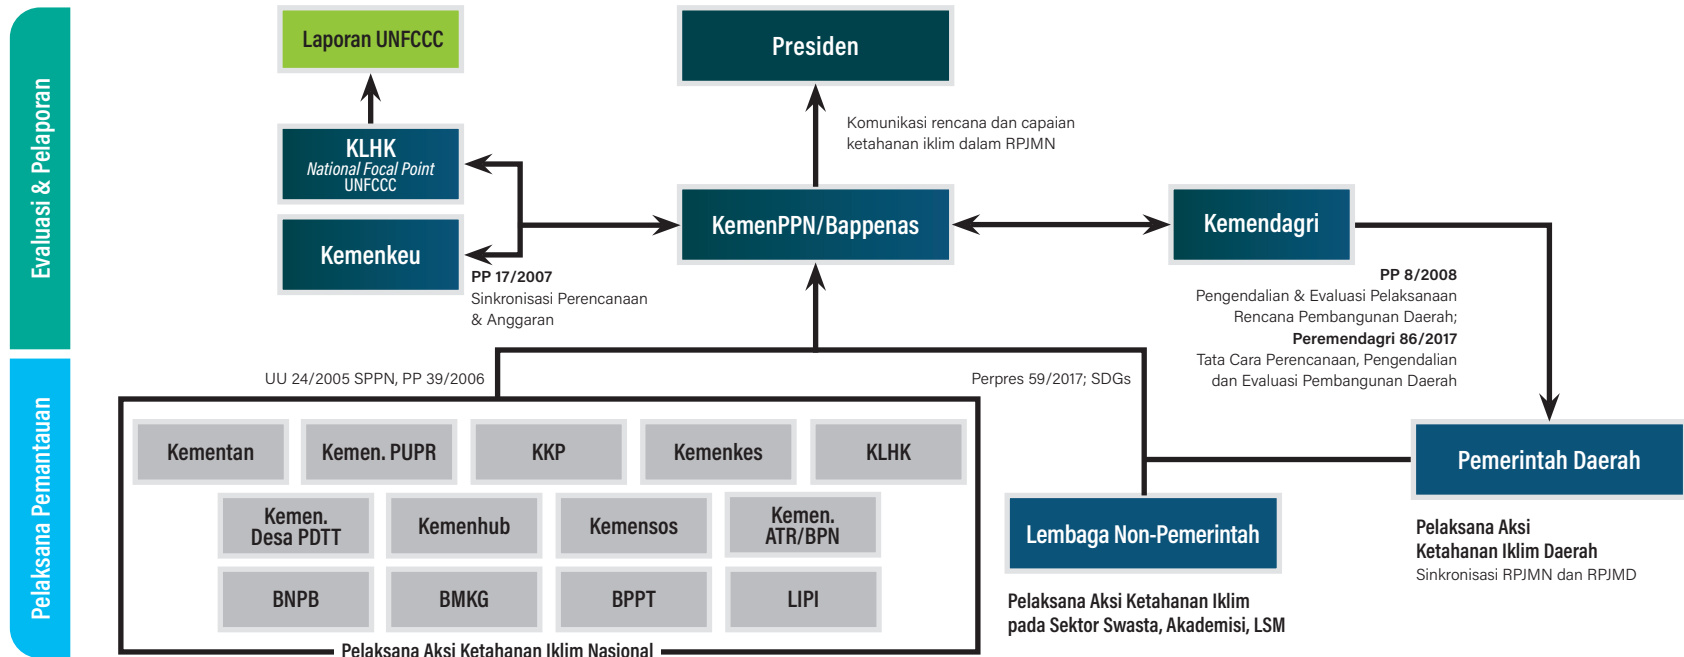 Evaluasi & Pelaporan
Laporan UNFCCC
Presiden
Komunikasi rencana dan capaian
ketahanan iklim dalam RPJMN
KLHK
National Focal Point
UNFCCC
Kemenkeu
KemenPPN/Bappenas
Kemendagri
PP 17/2007
Sinkronisasi Perencanaan
& Anggaran
PP 8/2008
Pengendalian & Evaluasi Pelaksanaan
Rencana Pembangunan Daerah;
Peremendagri 86/2017
Tata Cara Perencanaan, Pengendalian
dan Evaluasi Pembangunan Daerah
Pelaksana Pemantauan
UU 24/2005 SPPN, PP 39/2006
Perpres 59/2017; SDGs
Kementan
Kemen. PUPR
KKP
Kemenkes
KLHK
Kemen.
Desa PDTT
Kemenhub
Kemensos
Kemen.
ATR/BPN
BNPB
BMKG
BPPT
LIPI
Pelaksana Aksi Ketahanan Iklim Nasional
Lembaga Non-Pemerintah
Pelaksana Aksi Ketahanan Iklim
pada Sektor Swasta, Akademisi, LSM
Pemerintah Daerah
Pelaksana Aksi
Ketahanan Iklim Daerah
Sinkronisasi RPJMN dan RPJMD